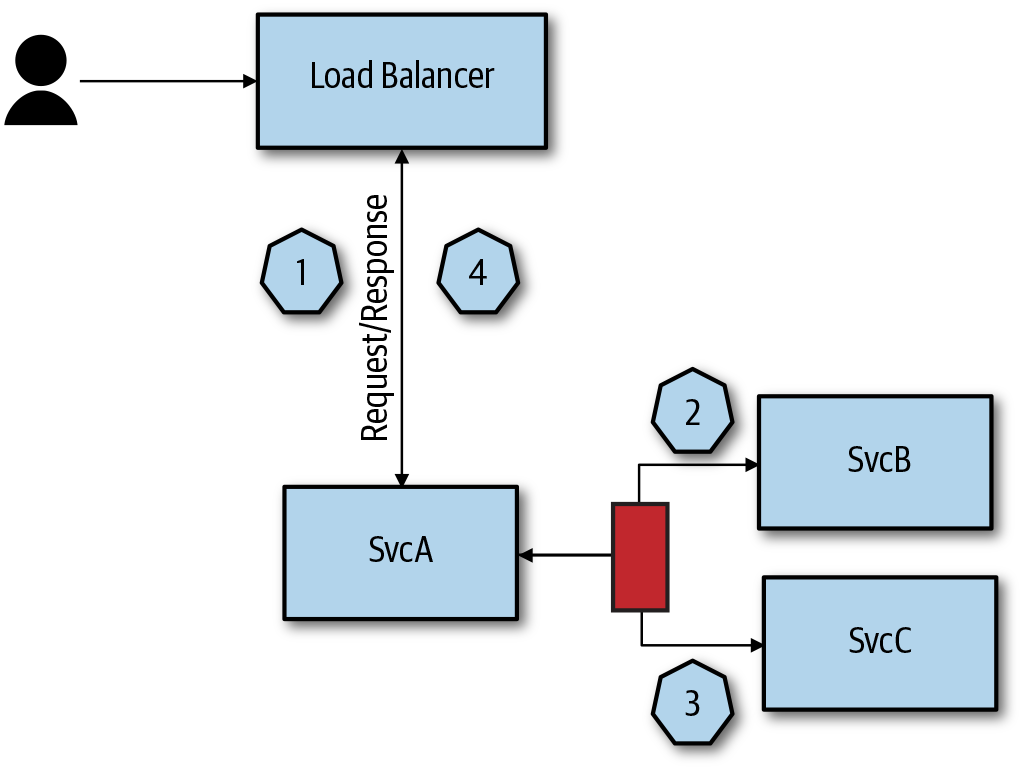 Load Balancer
1
Request/Response
4
2
SvcB
SvcA
SvcC
3